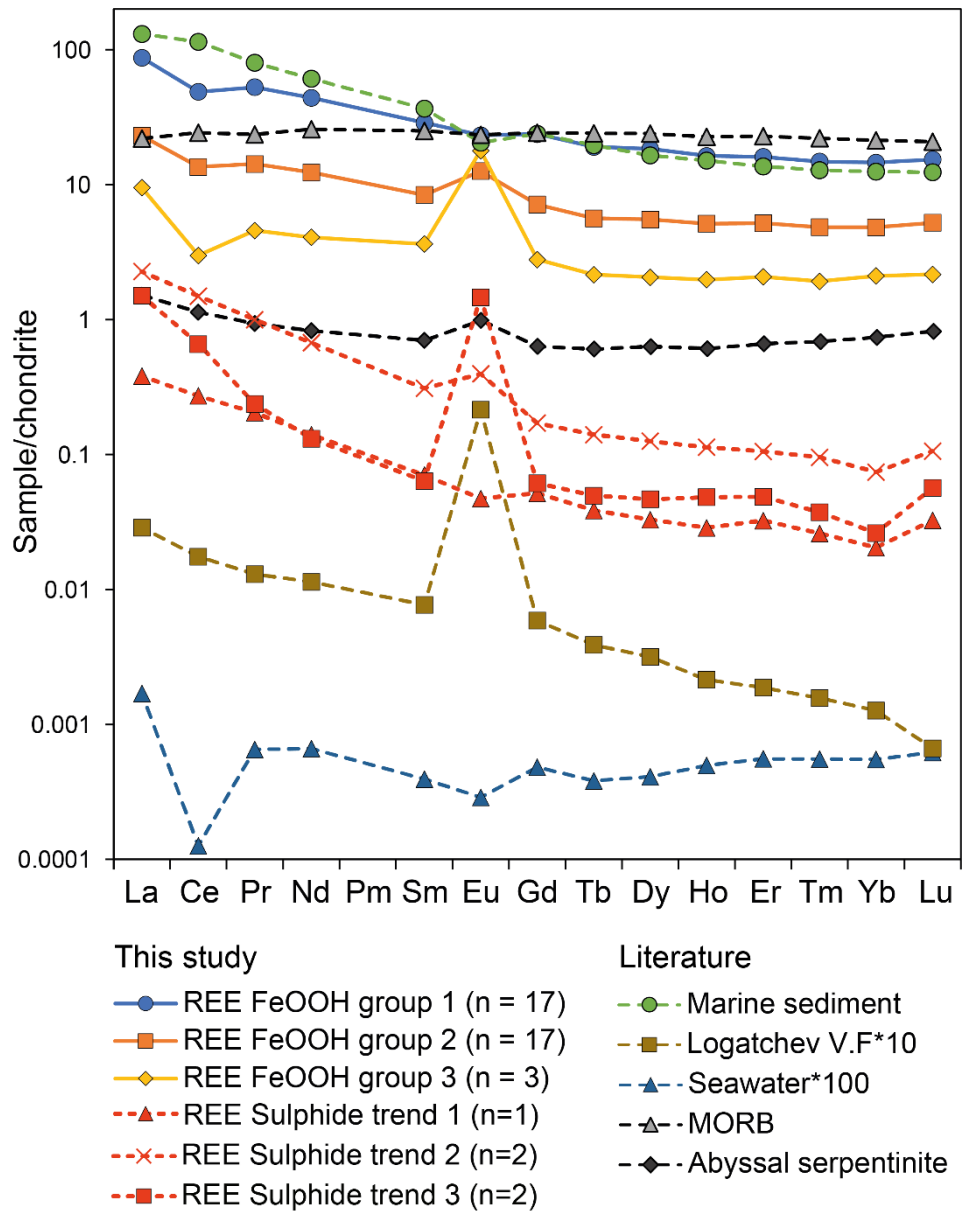 Sample/chondrite
100
10
1
0.1
0.01
0.001
0.0001
La Ce Pr Nd Pm Sm Eu Gd Tb Dy Ho Er Tm Yb Lu
This study
REE FeOOH group 1 (n = 17)
REE FeOOH group 2 (n = 17)
REE FeOOH group 3 (n = 3)
REE Sulphide trend 1 (n=1)
REE Sulphide trend 2 (n=2)
REE Sulphide trend 3 (n=2)
Literature
Marine sediment
Logatchev V.F*10
Seawater*100
MORB
Abyssal serpentinite